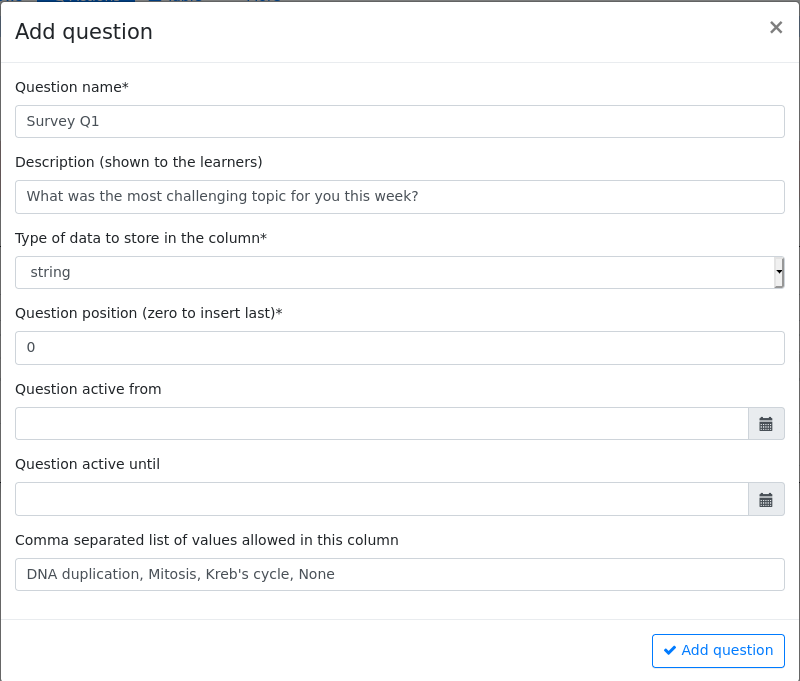 Add question
×
Question name*
Survey Q1
Description (shown to the learners)
What was the most challenging topic for you this week?
Type of data to store in the column*
string
Question position (zero to insert last)*
0
Question active from
Question active until
Comma separated list of values allowed in this column
DNA duplication, Mitosis, Kreb's cycle, None
Add question